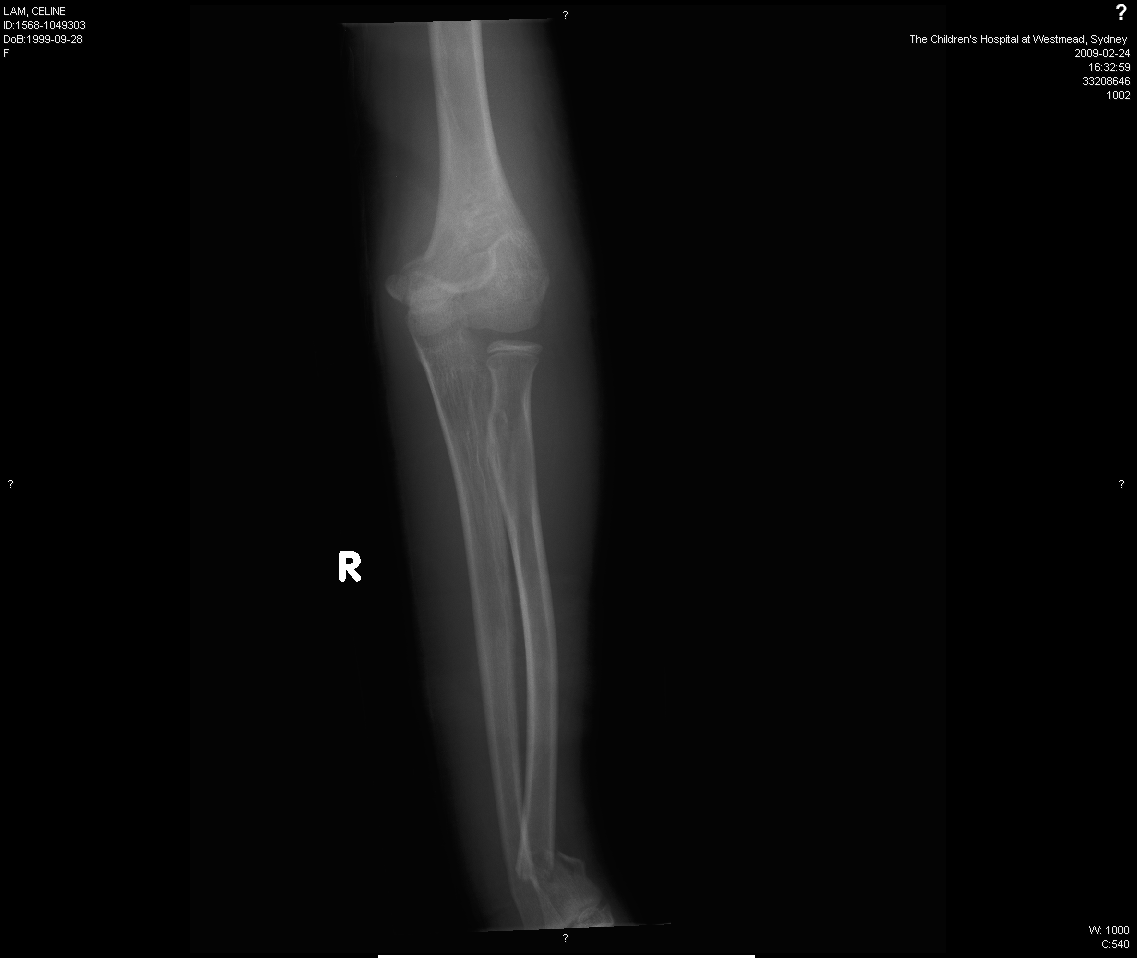 LAM, CELINE
ID:1568-1049303
DoB:1999-09-28
F
?
?
The Children's Hospital at Westmead, Sydney
2009-02-24
16:32:59
33208646
1002
?
?
R
?
W: 1000
C:540